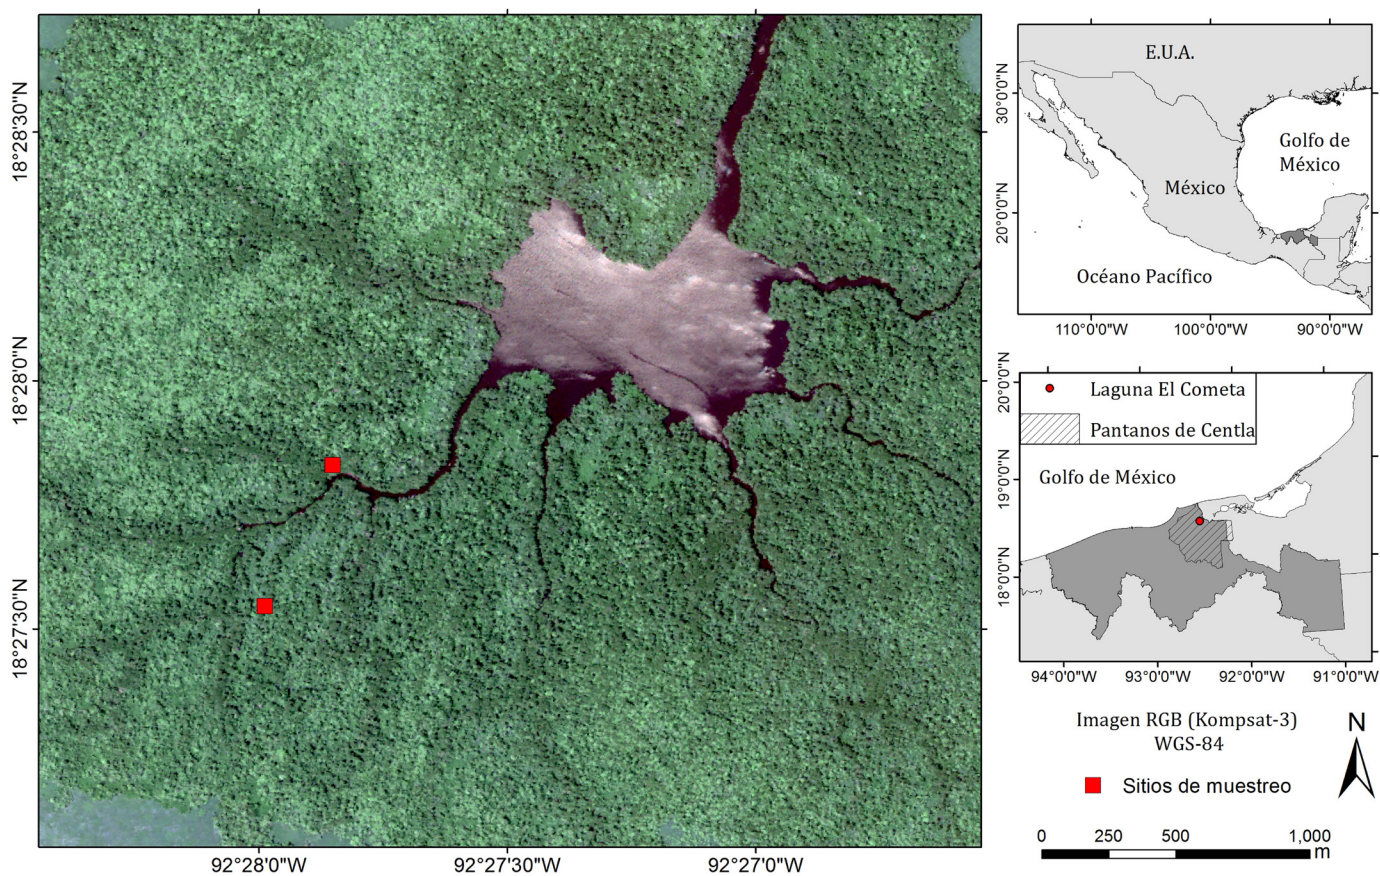 18°28'30"N
18°28'0"N
18°27'30"N
92°28'0"W
92°27'30"W
92°27'0"W
E.U.A.
Golfo de
México
México
Océano Pacífico
30°0'0"N
20°0'0"N
110°0'0"W
100°0'0"W
90°0'0"W
Laguna El Cometa
Pantanos de Centla
Golfo de México
20°0'0"N
19°0'0"N
18°0'0"N
94°0'0"W
93°0'0"W
92°0'0"W
91°0'0"W
Imagen RGB (Kompsat-3)
WGS-84
N
Sitios de muestreo
0
250
500
1,000
m